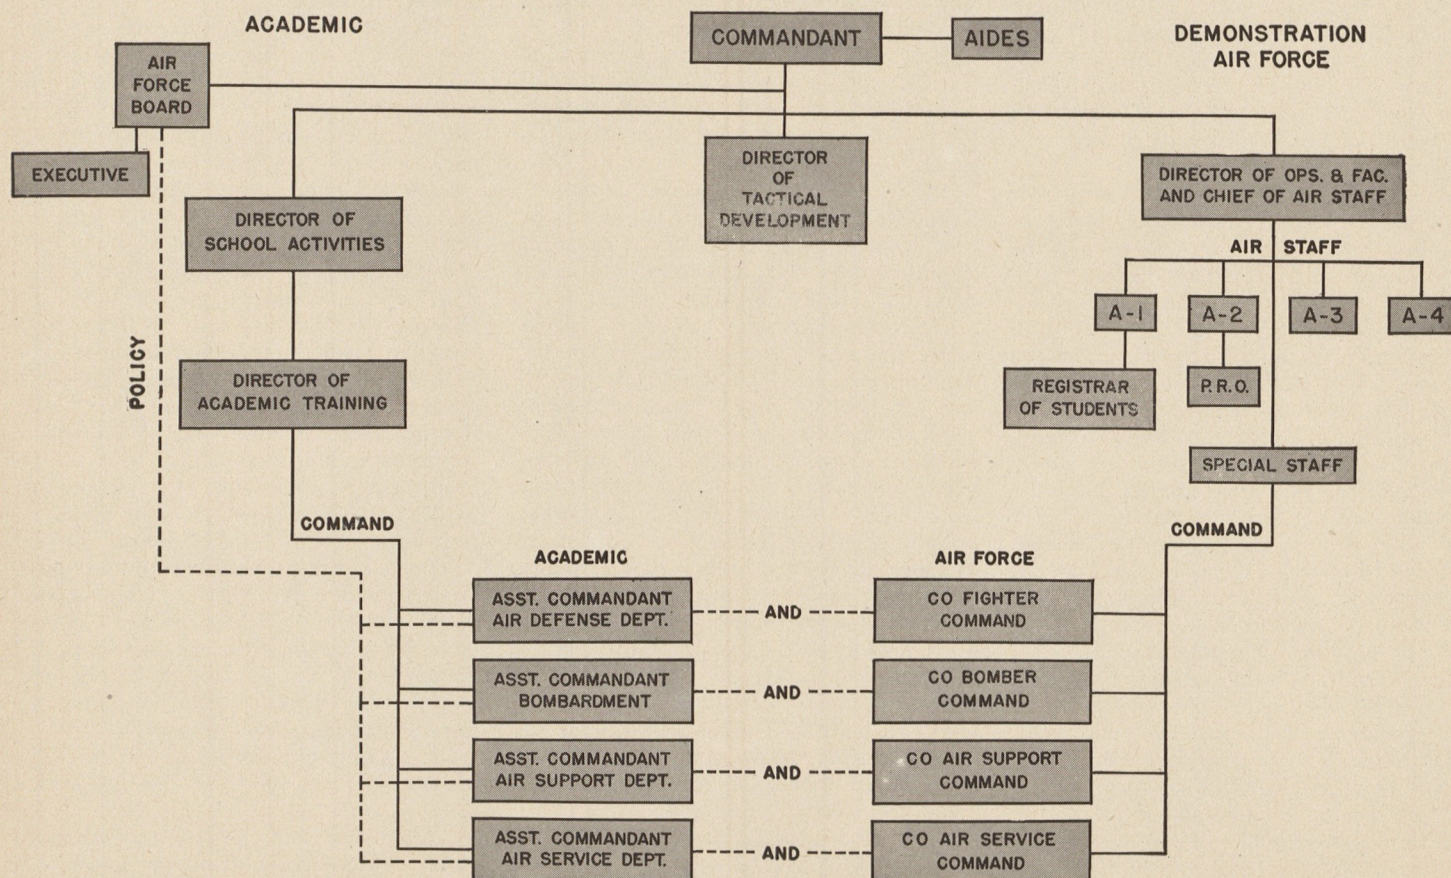 ACADEMIC
COMMANDANT
AIDES
DEMONSTRATION
AIR FORCE
AIR
FORCE
BOARD
EXECUTIVE
DIRECTOR
OF
TACTICAL
DEVELOPMENT
DIRECTOR OF OPS. & FAC.
AND CHIEF OF AIR STAFF
DIRECTOR OF
SCHOOL ACTIVITIES
AIR STAFF
A-1
A-2
A-3
A-4
POLICY
DIRECTOR OF
ACADEMIC TRAINING
REGISTRAR
OF STUDENTS
P.R.O.
SPECIAL STAFF
COMMAND
COMMAND
ACADEMIC
AIR FORCE
ASST. COMMANDANT
AIR DEFENSE DEPT.
AND
CO FIGHTER
COMMAND
ASST. COMMANDANT
BOMBARDMENT
AND
CO BOMBER
COMMAND
ASST. COMMANDANT
AIR SUPPORT DEPT.
AND
CO AIR SUPPORT
COMMAND
ASST. COMMANDANT
AIR SERVICE DEPT.
AND
CO AIR SERVICE
COMMAND